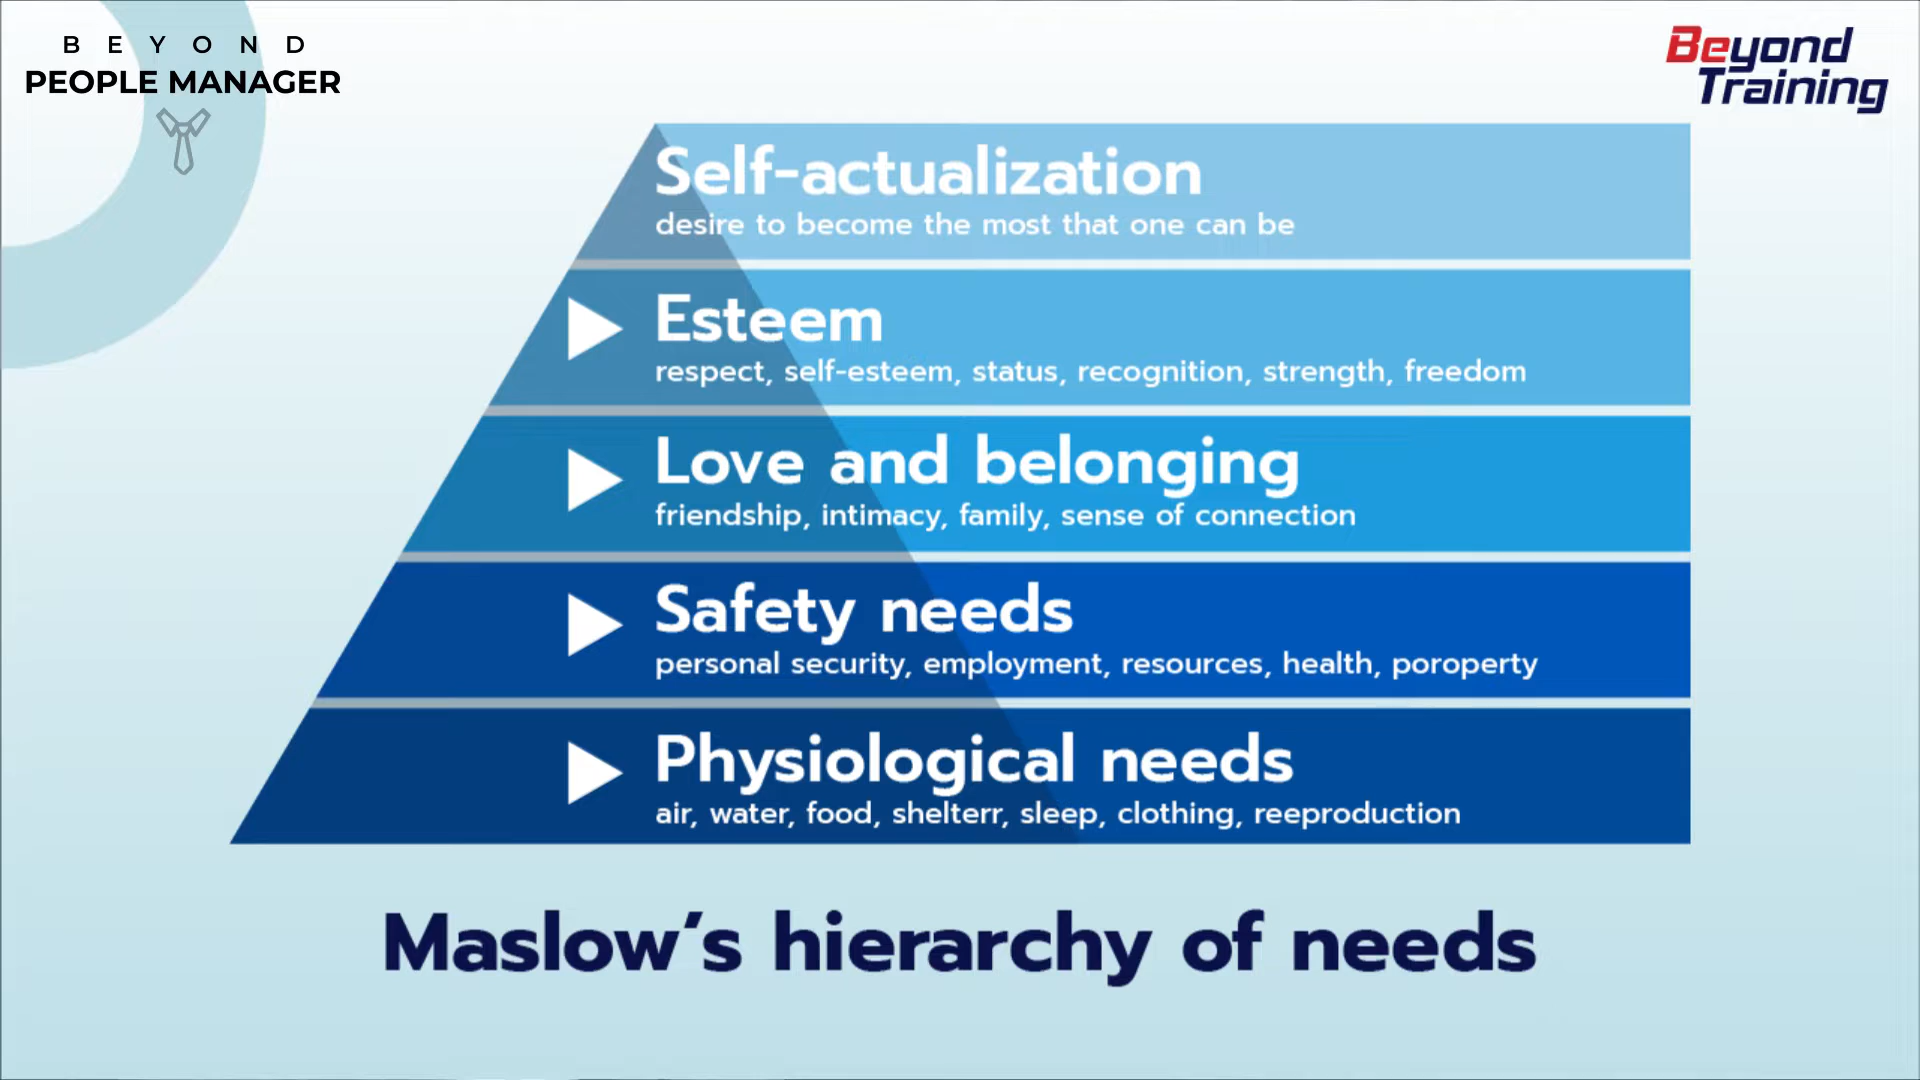 BEYOND
PEOPLE MANAGER
Beyond
Training
Self-actualization
desire to become the most that one can be
Esteem
respect, self-esteem, status, recognition, strength, freedom
Love and belonging
friendship, intimacy, family, sense of connection
Safety needs
personal security, employment, resources, health, poroperty
Physiological needs
air, water, food, shelterr, sleep, clothing, reeproduction
Maslow's hierarchy of needs